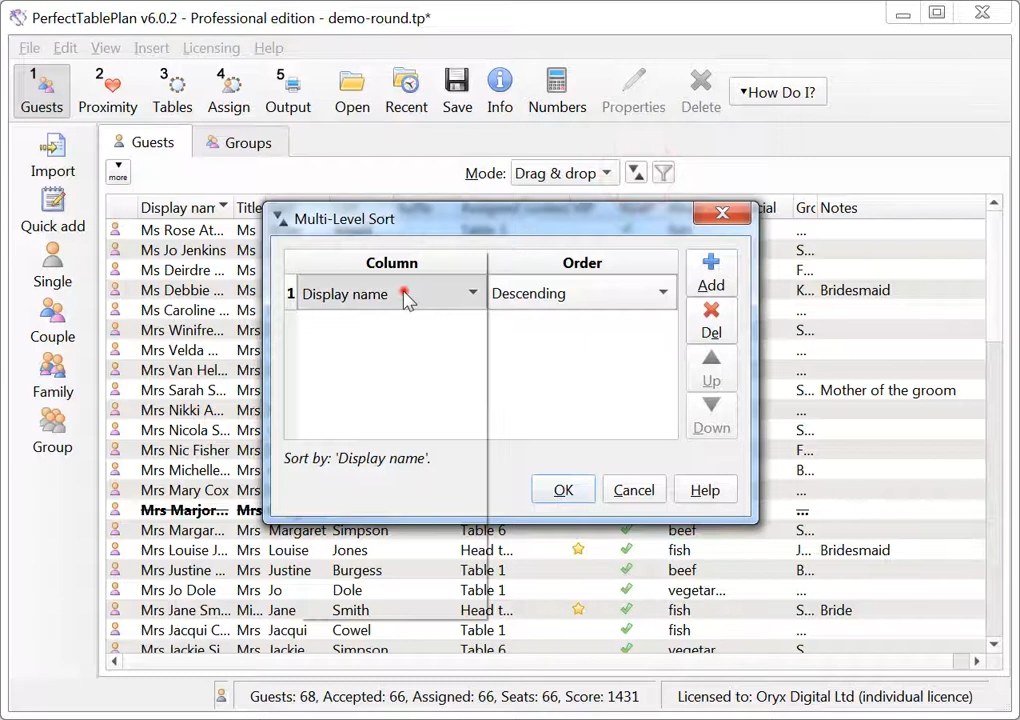 PerfectTablePlan v6.0.2 - Professional edition - demo-round.tp*
File Edit View Insert Licensing Help
1 2 3 4 5
Guests Proximity Tables Assign Output Open Recent Save Info Numbers Properties Delete ▾How Do I?
Import
Quick add
Single
Couple
Family
Group
Guests Groups
more
Mode: Drag & drop
Display nan Title Gro Notes
Ms Rose At... Ms ...
Ms Jo Jenkins Ms S...
Ms Deirdre ... Ms F...
Ms Debbie ... Ms K... Bridesmaid
Ms Caroline ... Ms ...
Mrs Winifre... Mrs S...
Mrs Velda ... Mrs ...
Mrs Van Hel... Mrs ...
Mrs Sarah S... Mrs S... Mother of the groom
Mrs Nikki A... Mrs ...
Mrs Nicola S... Mrs S...
Mrs Nic Fisher Mrs F...
Mrs Michelle... Mrs B...
Mrs Mary Cox Mrs ...
Mrs Marjor... Mrs ...
Mrs Margar... Mrs Margaret Simpson Table 6 beef S...
Mrs Louise J... Mrs Louise Jones Head t... fish J... Bridesmaid
Mrs Justine ... Mrs Justine Burgess Table 1 beef B...
Mrs Jo Dole Mrs Jo Dole Table 1 vegetar... ...
Mrs Jane Sm... Mi... Jane Smith Head t... fish S... Bride
Mrs Jacqui C... Mrs Jacqui Cowel Table 1 fish ...
Mrs Jackie Si... Mrs Jackie Simpson Table 6 vegetar... S...
Multi-Level Sort
Column Order
1 Display name Descending
Add
Del
Up
Down
Sort by: 'Display name'.
OK Cancel Help
Guests: 68, Accepted: 66, Assigned: 66, Seats: 66, Score: 1431 Licensed to: Oryx Digital Ltd (individual licence)